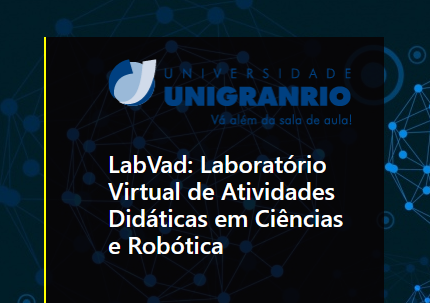 UNIVERSIDADE
UNIGRANRIO
Vá além da sala de aula!
LabVad: Laboratório
Virtual de Atividades
Didáticas em Ciências
e Robótica